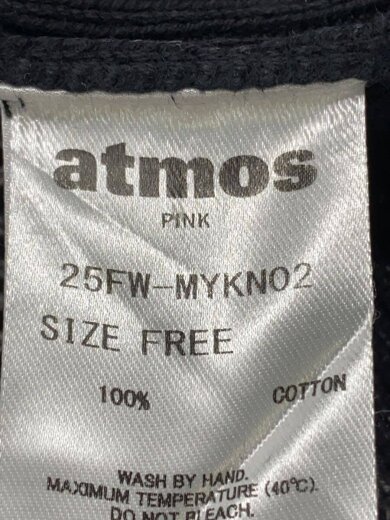 atmos
PINK
25FW-MYKN02
SIZE FREE
100% COTTON
WASH BY HAND.
MAXIMUM TEMPERATURE (40℃).
DO NOT BLEACH.